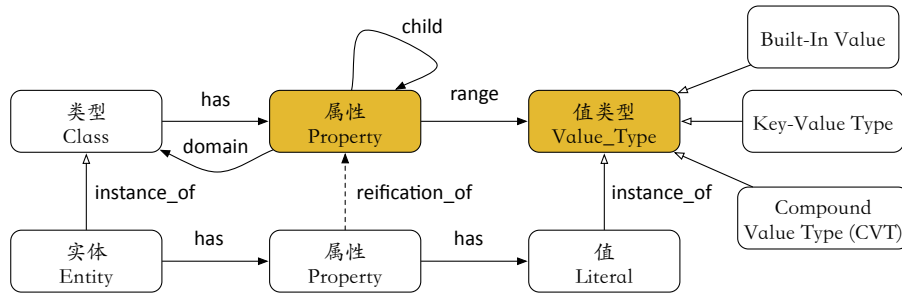 child
Built-In Value
类型
Class
has
属性
Property
range
值类型
Value_Type
Key-Value Type
domain
instance_of
reification_of
instance_of
Compound
Value Type (CVT)
实体
Entity
has
属性
Property
has
值
Literal